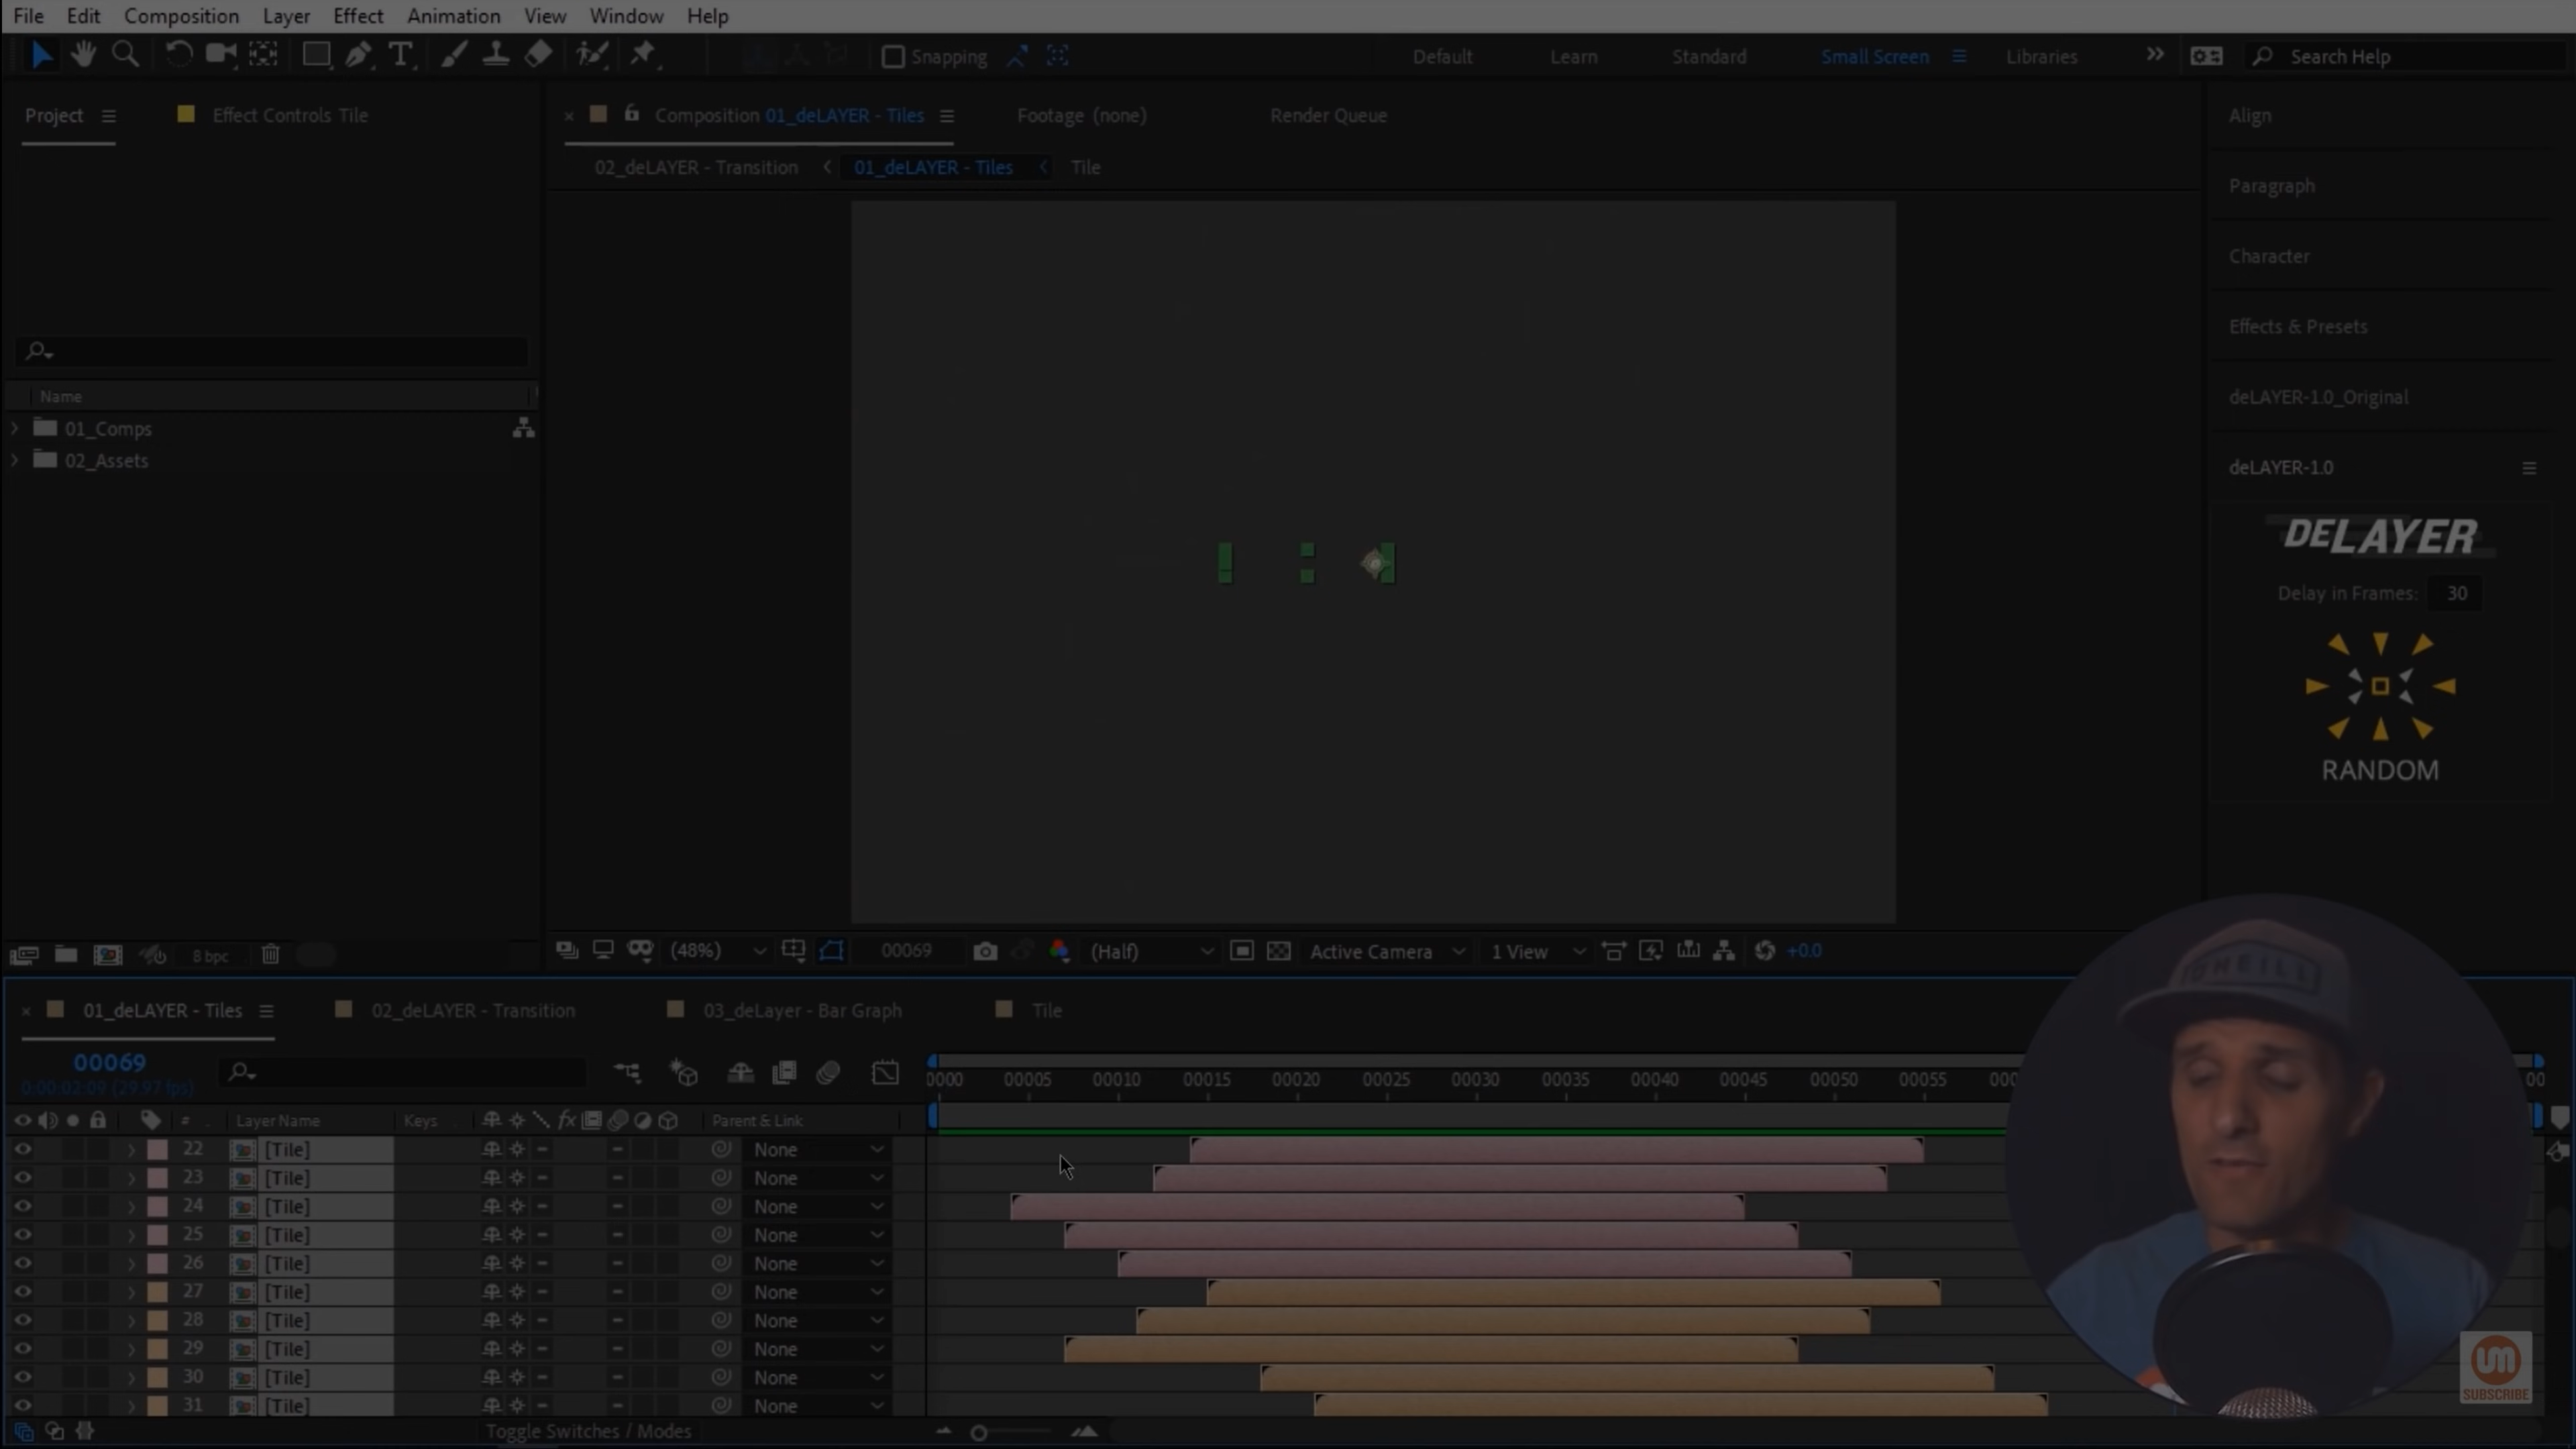 File Edit Composition Layer Effect Animation View Window Help
Snapping Default Learn Standard Small Screen Libraries Search Help
Project Effect Controls Tile Composition 01_deLAYER - Tiles Footage (none) Render Queue Align
02_deLAYER - Transition 01_deLAYER - Tiles Tile
Paragraph
Character
Effects & Presets
Name
deLAYER-1.0_Original
01_Comps
02_Assets
deLAYER-1.0
DELAYER
Delay in Frames: 30
RANDOM
8 bpc (48%) 00069 (Half) Active Camera 1 View +0.0
O'NEILL
01_deLAYER - Tiles 02_deLAYER - Transition 03_deLayer - Bar Graph Tile
00069
0:00:02:09 (29.97 fps)
0000 00005 00010 00015 00020 00025 00030 00035 00040 00045 00050 00055 000 00
# Layer Name Keys fx Parent & Link
22 [Tile] None
23 [Tile] None
24 [Tile] None
25 [Tile] None
26 [Tile] None
27 [Tile] None
28 [Tile] None
29 [Tile] None
30 [Tile] None
31 [Tile] None
UM
SUBSCRIBE
Toggle Switches / Modes